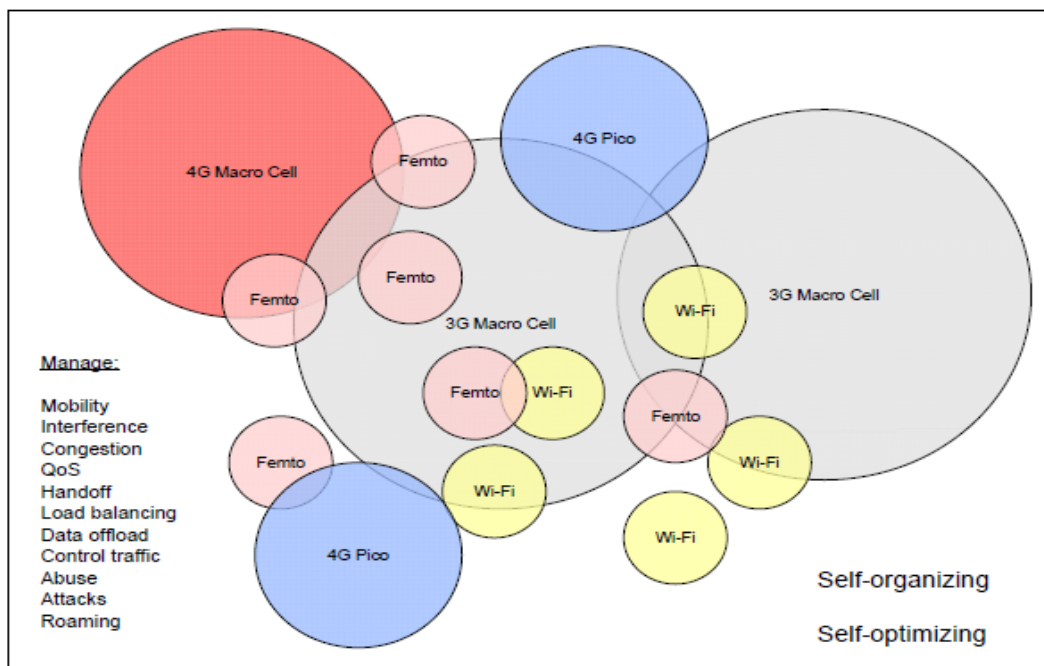 4G Macro Cell
Femto
4G Pico
Femto
Femto
3G Macro Cell
Wi-Fi
3G Macro Cell
Femto
Wi-Fi
Femto
Femto
Wi-Fi
Wi-Fi
Wi-Fi
4G Pico
Manage:
Mobility
Interference
Congestion
QoS
Handoff
Load balancing
Data offload
Control traffic
Abuse
Attacks
Roaming
Self-organizing
Self-optimizing